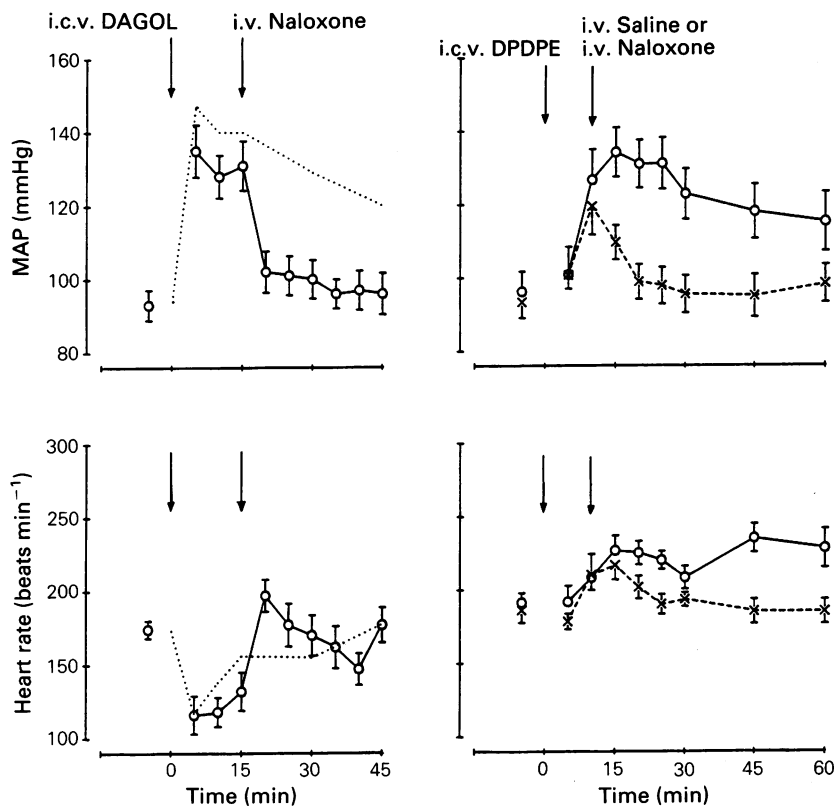 i.c.v. DAGOL
i.v. Naloxone
160
140
120
100
80
MAP (mmHg)
i.c.v. DPDPE
i.v. Saline or
i.v. Naloxone
300
250
200
150
100
Heart rate (beats min⁻¹)
0 15 30 45
Time (min)
0 15 30 45 60
Time (min)